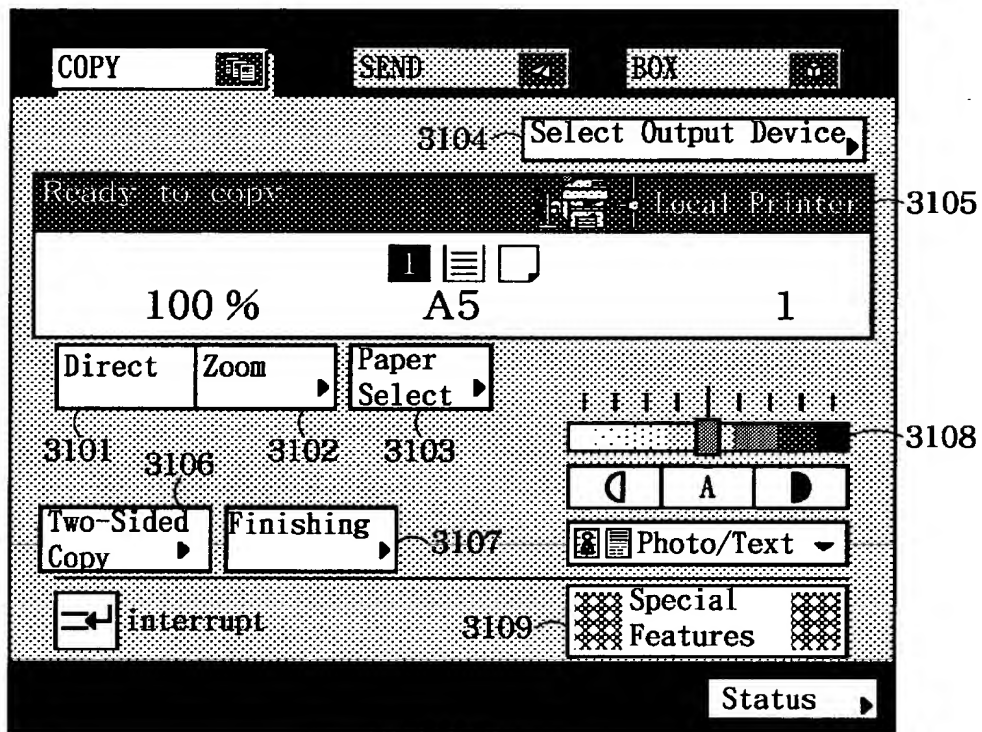 COPY SEND BOX
3104 Select Output Device
Ready to copy. Local Printer 3105
1
100 % A5 1
Direct Zoom Paper
Select
3101 3102 3103 3108
3106
A
Two-Sided
Copy
Finishing 3107 Photo/Text
interrupt 3109 Special
Features
Status